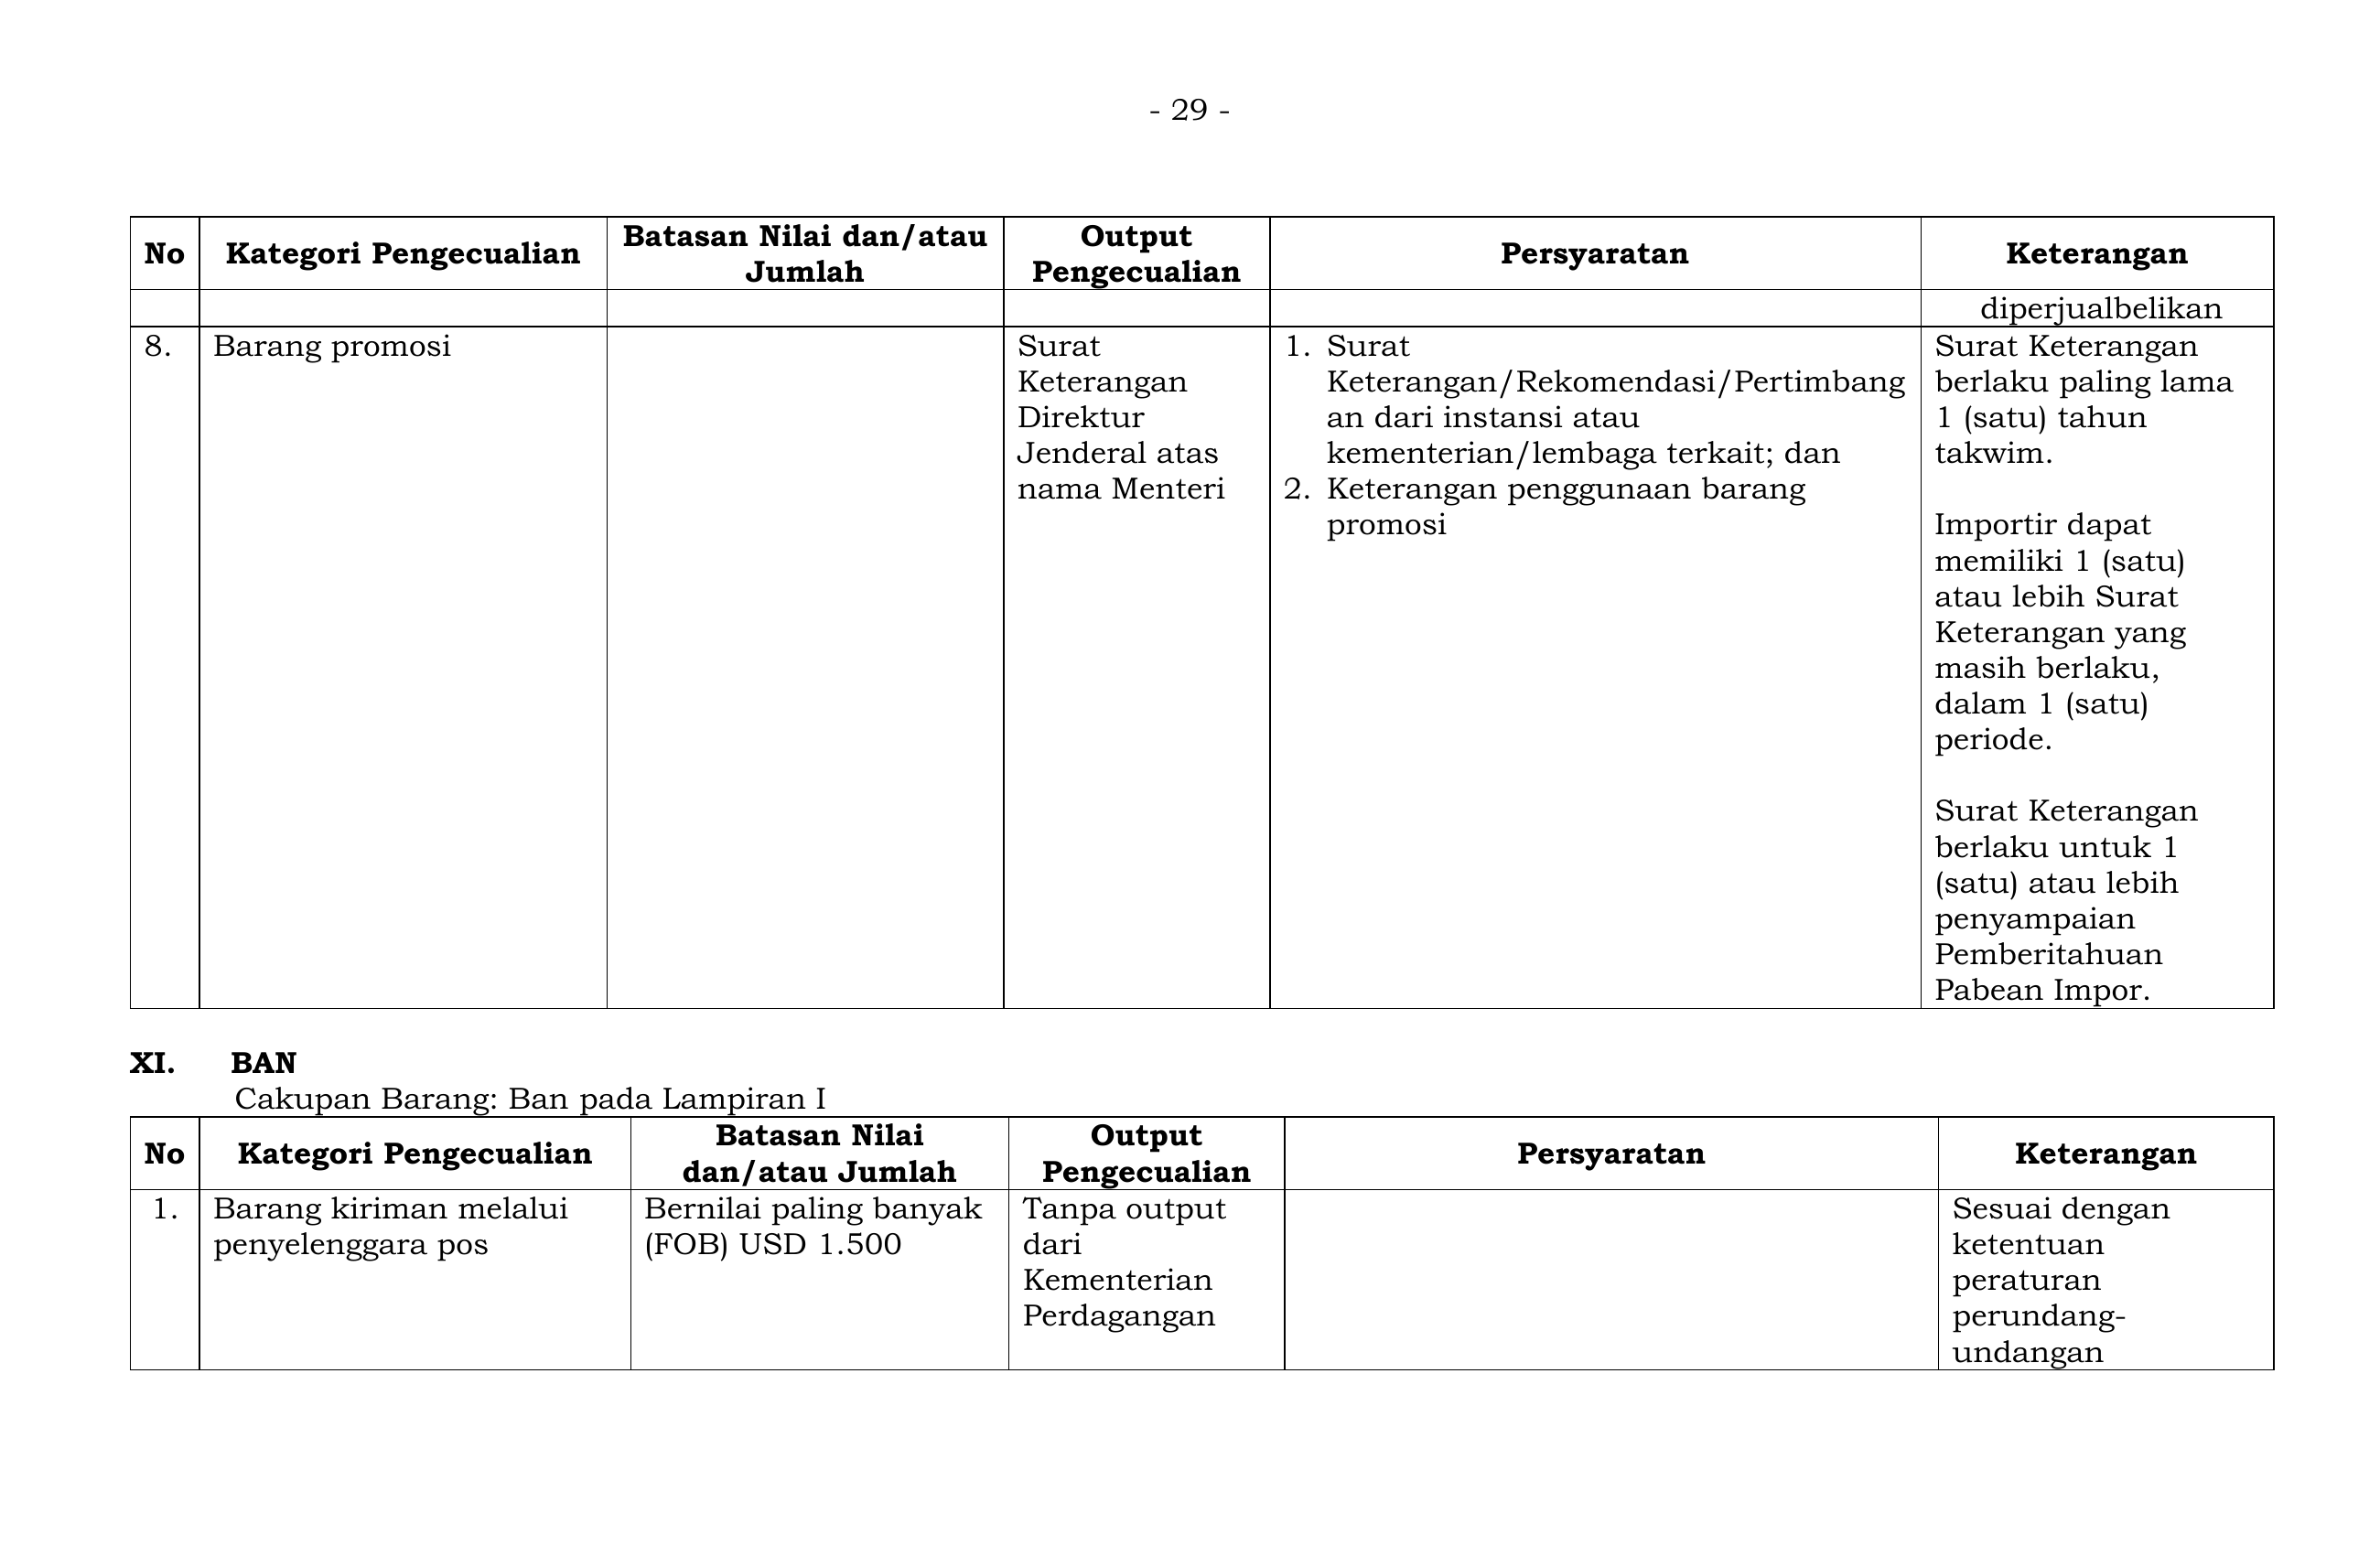 - 29 -
No
Kategori Pengecualian
Batasan Nilai dan/atau
Jumlah
Output
Pengecualian
Persyaratan
Keterangan
diperjualbelikan
8.
Barang promosi
Surat
Keterangan
Direktur
Jenderal atas
nama Menteri
1. Surat
Keterangan/Rekomendasi/Pertimbang
an dari instansi atau
kementerian/lembaga terkait; dan
2. Keterangan penggunaan barang
promosi
Surat Keterangan
berlaku paling lama
1 (satu) tahun
takwim.
Importir dapat
memiliki 1 (satu)
atau lebih Surat
Keterangan yang
masih berlaku,
dalam 1 (satu)
periode.
Surat Keterangan
berlaku untuk 1
(satu) atau lebih
penyampaian
Pemberitahuan
Pabean Impor.
XI. BAN
Cakupan Barang: Ban pada Lampiran I
No
Kategori Pengecualian
Batasan Nilai
dan/atau Jumlah
Output
Pengecualian
Persyaratan
Keterangan
1.
Barang kiriman melalui
penyelenggara pos
Bernilai paling banyak
(FOB) USD 1.500
Tanpa output
dari
Kementerian
Perdagangan
Sesuai dengan
ketentuan
peraturan
perundang-
undangan